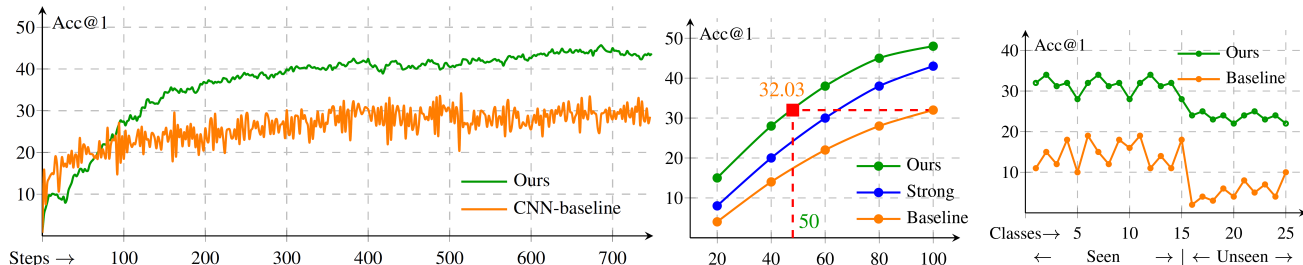 Acc@1
50
40
30
20
10
Ours
CNN-baseline
Steps → 100 200 300 400 500 600 700
Acc@1
50
40
30
20
10
32.03
50
Ours
Strong
Baseline
20 40 60 80 100
Acc@1
40
30
20
10
Ours
Baseline
Classes→ 5 10 15 20 25
← Seen → | ← Unseen →